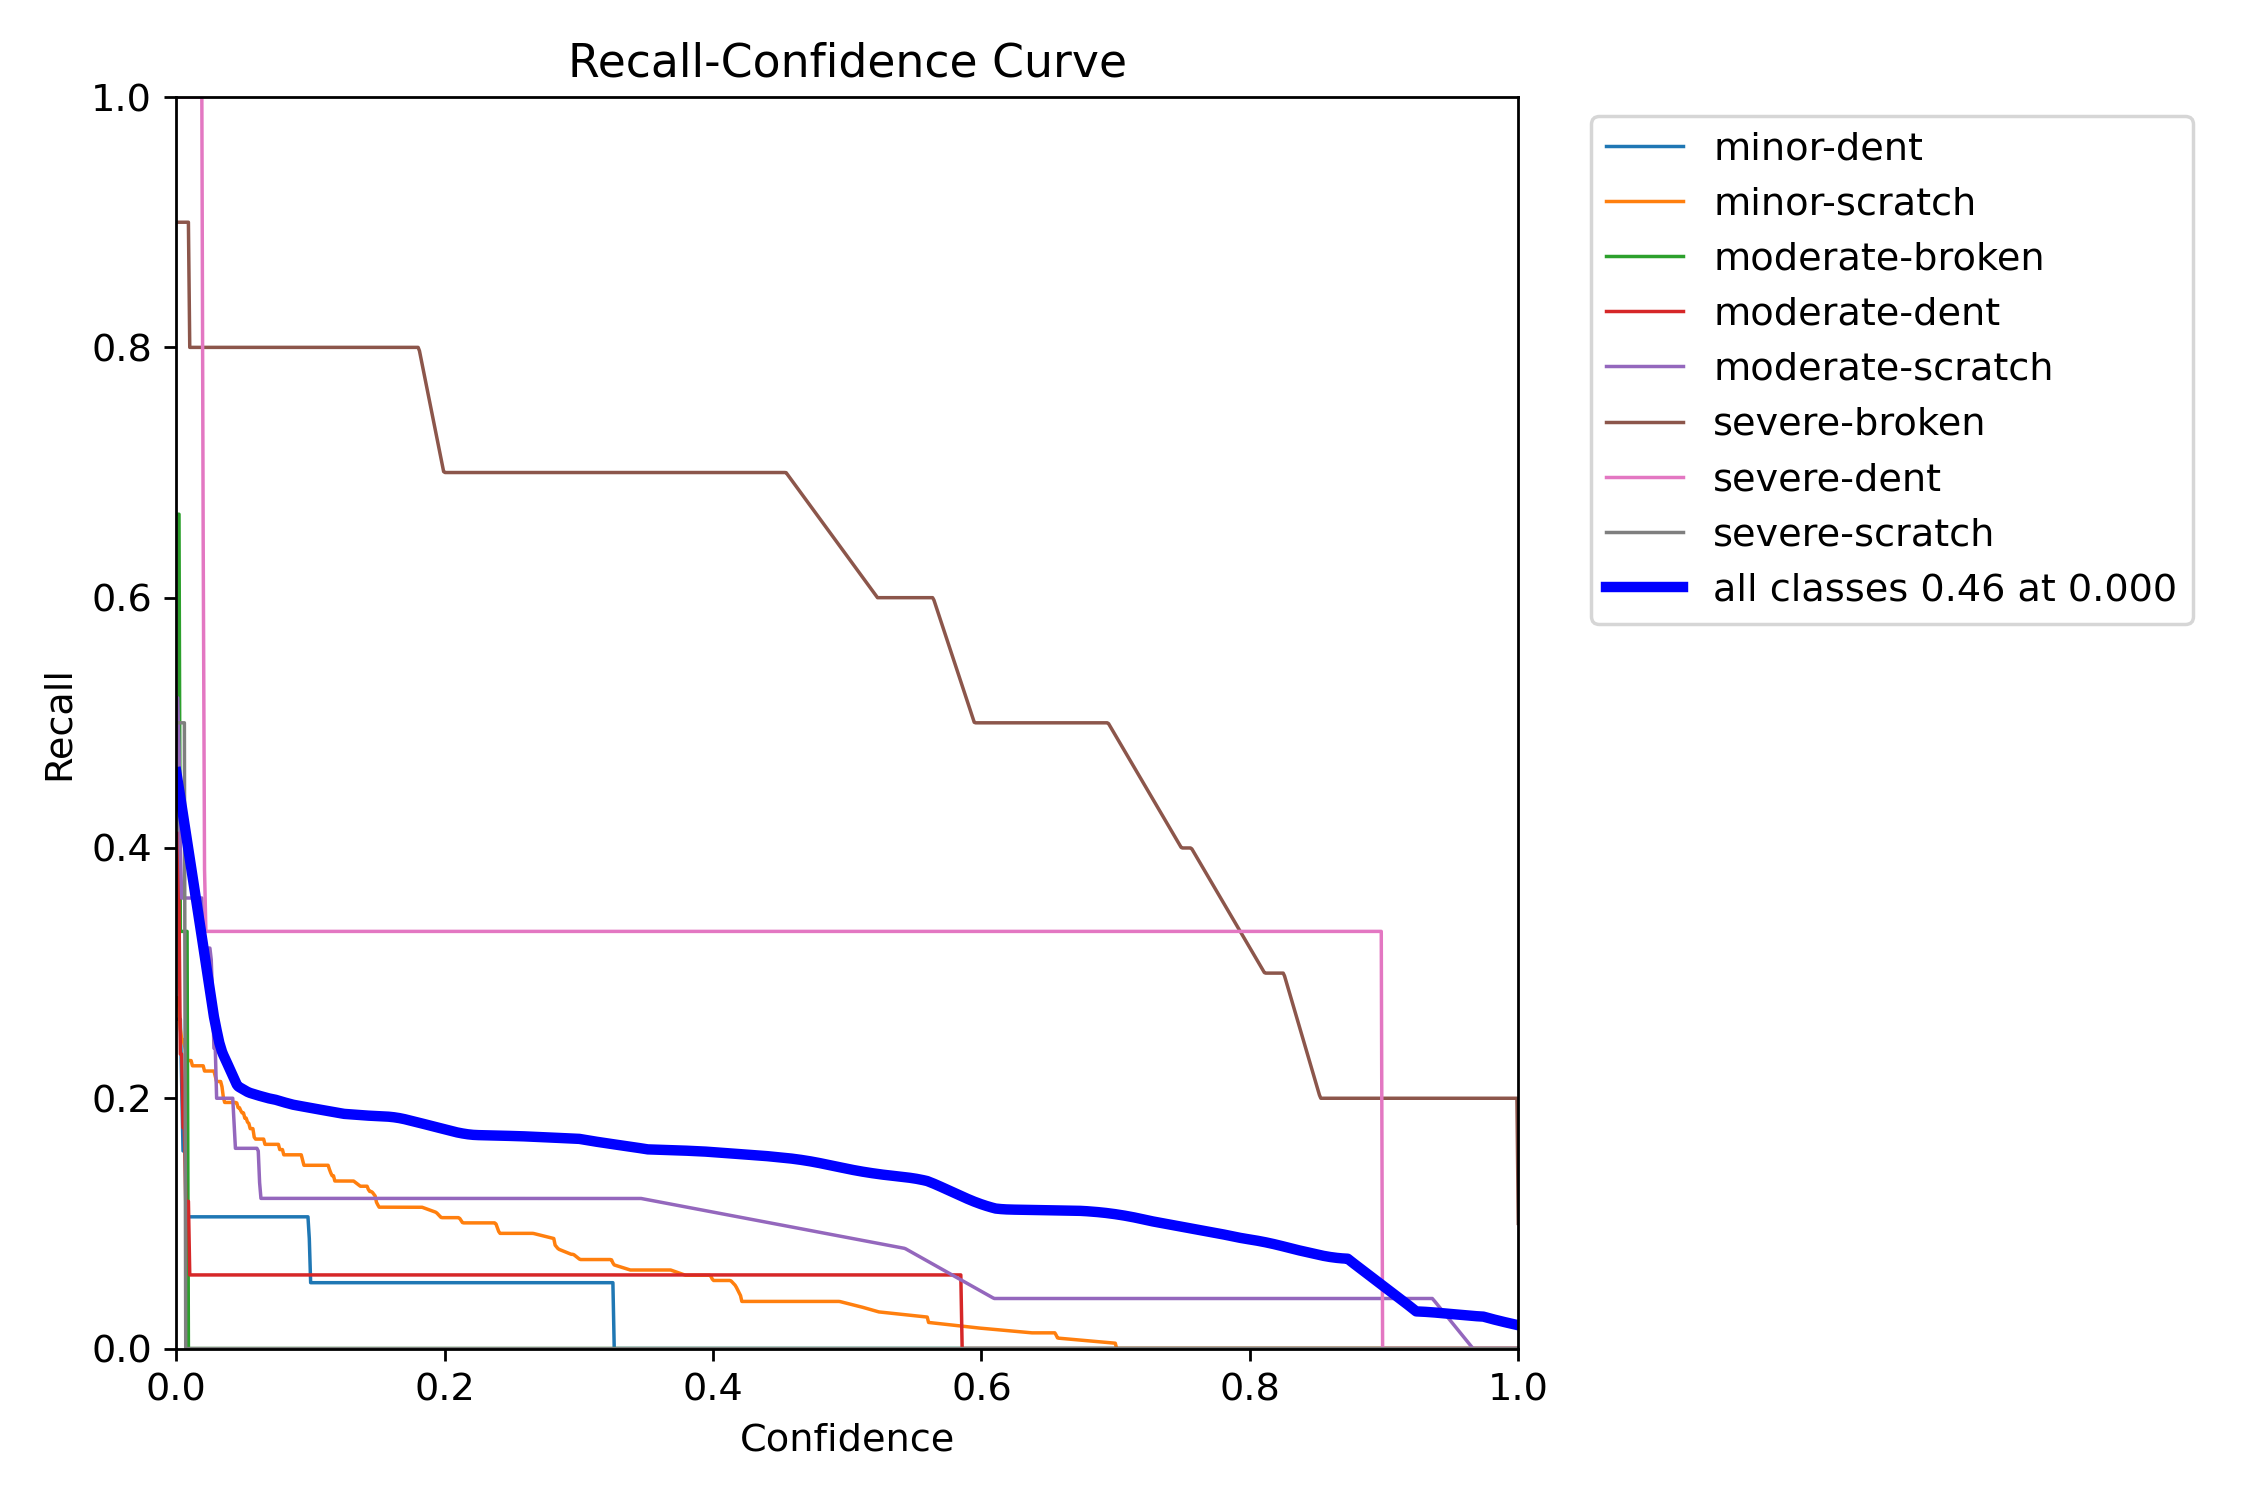 Recall-Confidence Curve
1.0
0.8
0.6
0.4
0.2
0.0
Recall
0.0 0.2 0.4 0.6 0.8 1.0
Confidence
minor-dent
minor-scratch
moderate-broken
moderate-dent
moderate-scratch
severe-broken
severe-dent
severe-scratch
all classes 0.46 at 0.000